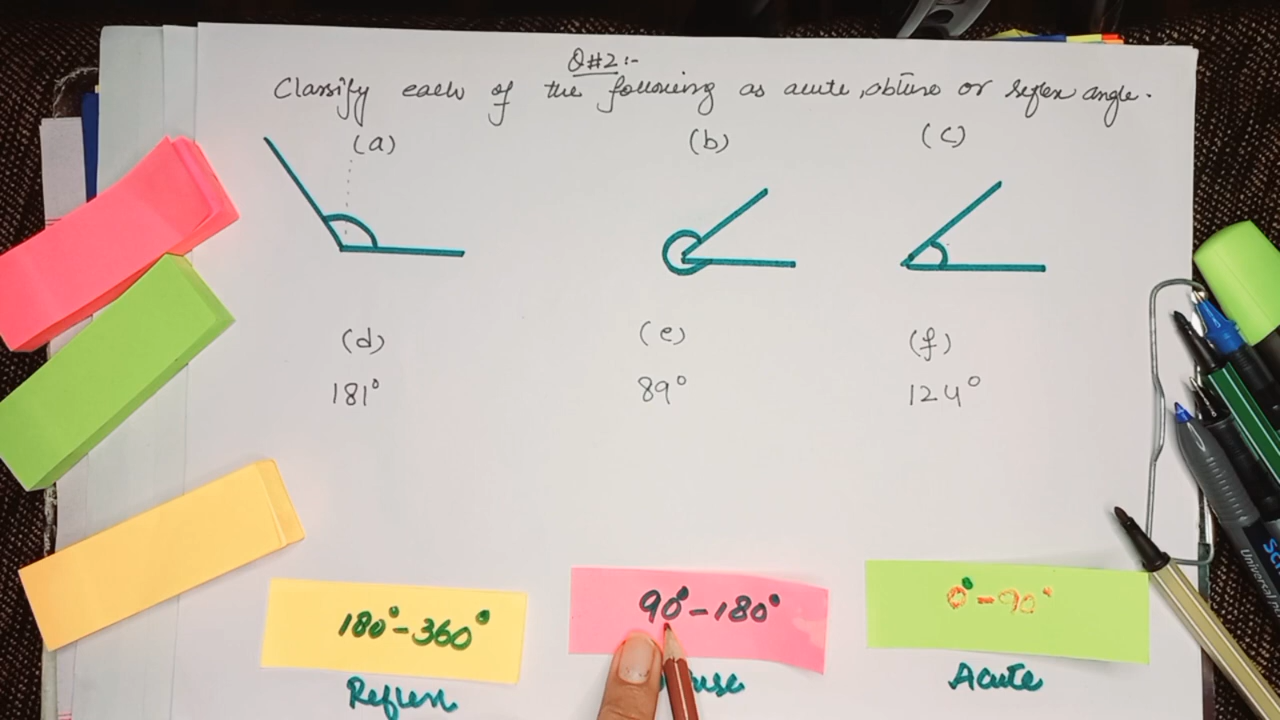 Q#2:-
Classify each of the following as acute, obtuse or reflex angle.
(a) (b) (c)
(d) (e) (f)
181° 89° 124°
180°-360° 90°-180° 0°-90°
Reflex Acute